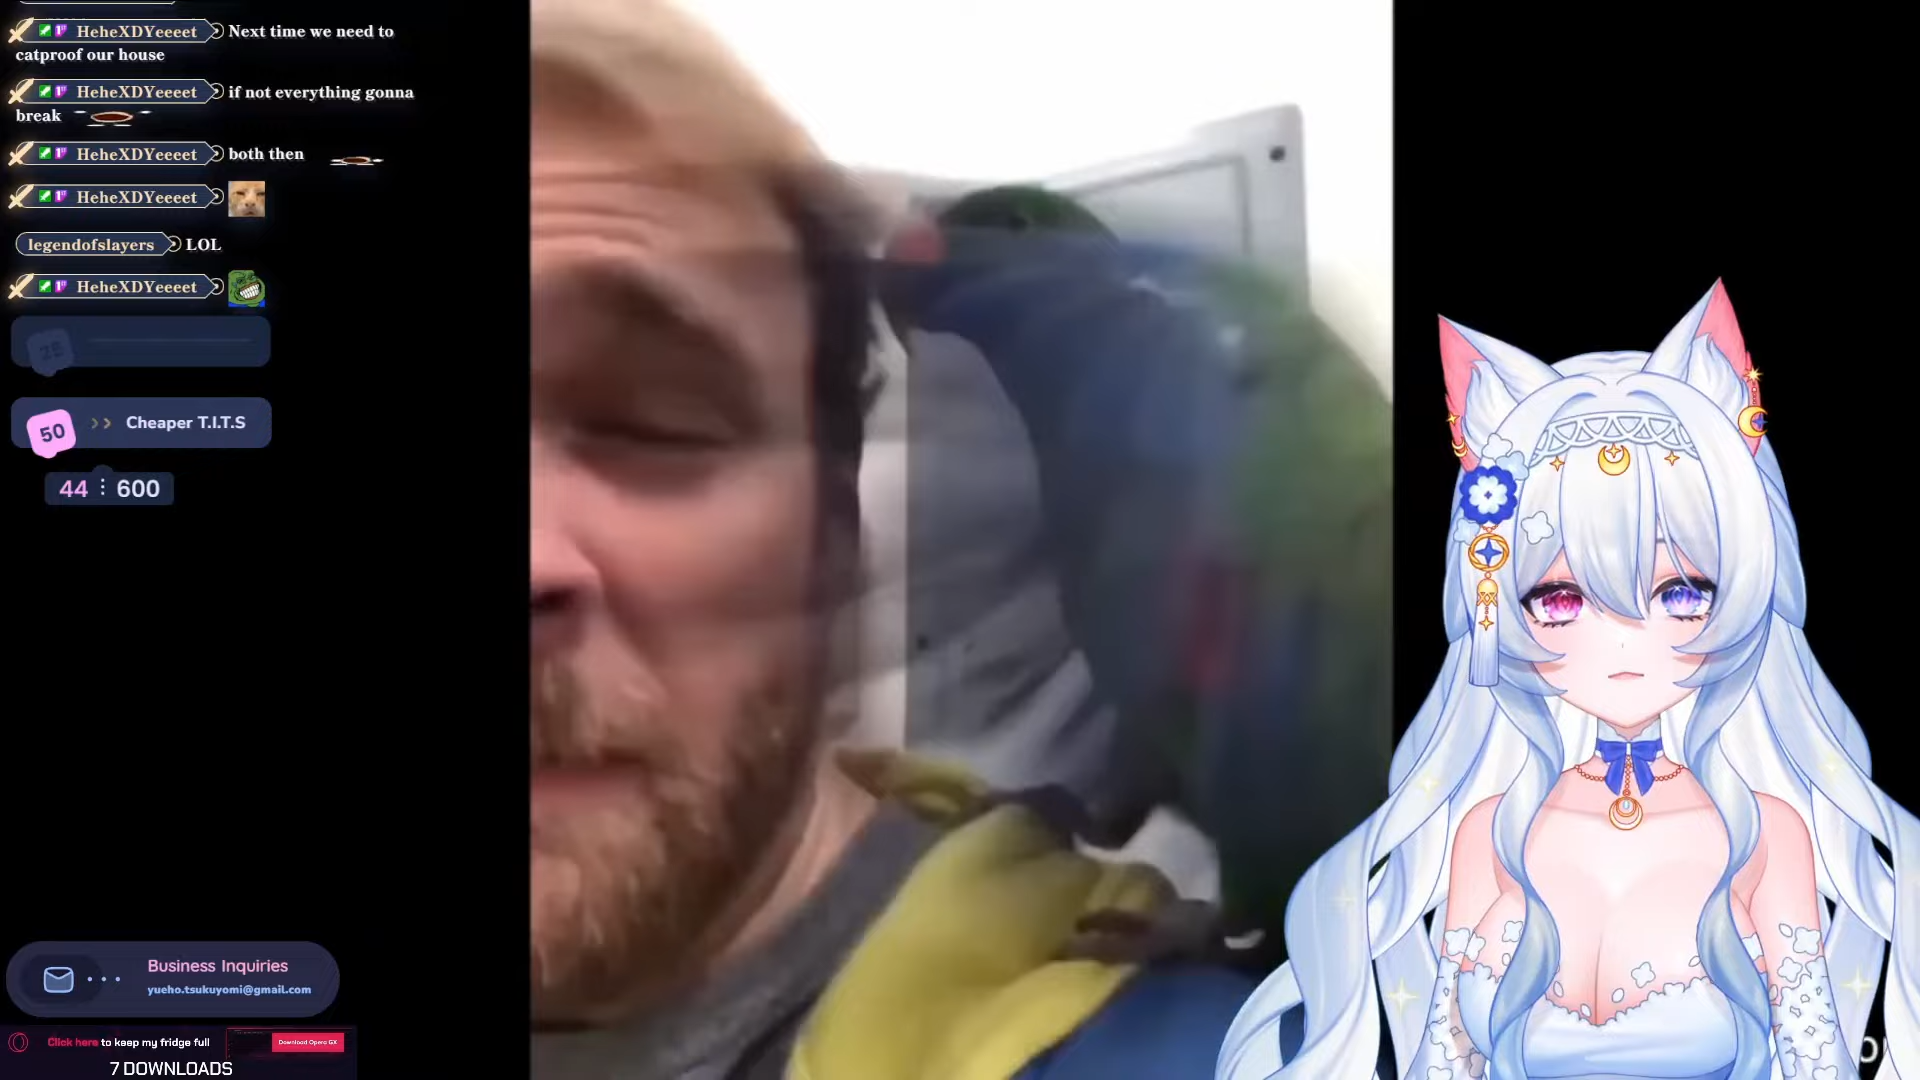 HeheXDYeeeet Next time we need to
catproof our house
HeheXDYeeeet if not everything gonna
break
HeheXDYeeeet both then
HeheXDYeeeet
legendofslayers LOL
HeheXDYeeeet
25
50 >> Cheaper T.I.T.S
44 : 600
Business Inquiries
yueho.tsukuyomi@gmail.com
Click here to keep my fridge full
Download Opera GX
7 DOWNLOADS